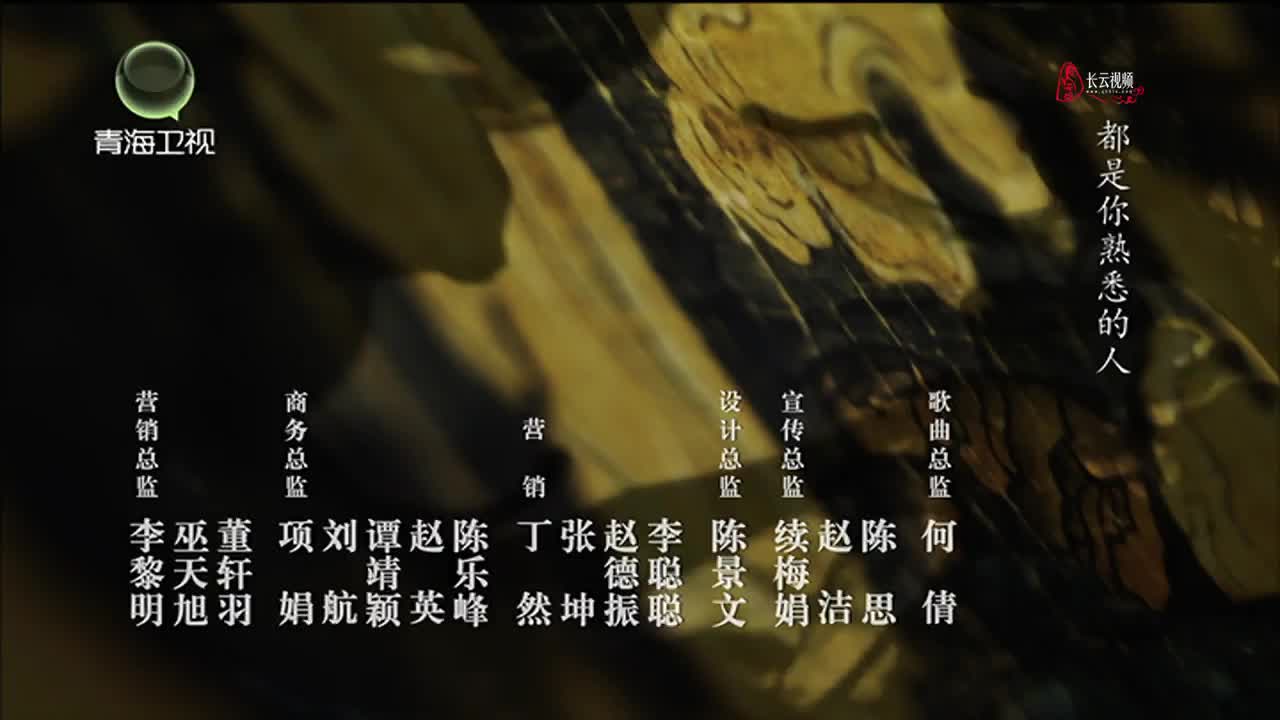 青海卫视
长云视频
都是你熟悉的人
歌曲总监
何倩
宣传总监
陈思
赵洁
续梅娟
设计总监
陈景文
营销
李聪聪
赵德振
张坤
丁然
商务总监
陈乐峰
赵英
谭靖颖
刘航
项娟
营销总监
董轩羽
巫天旭
李黎明